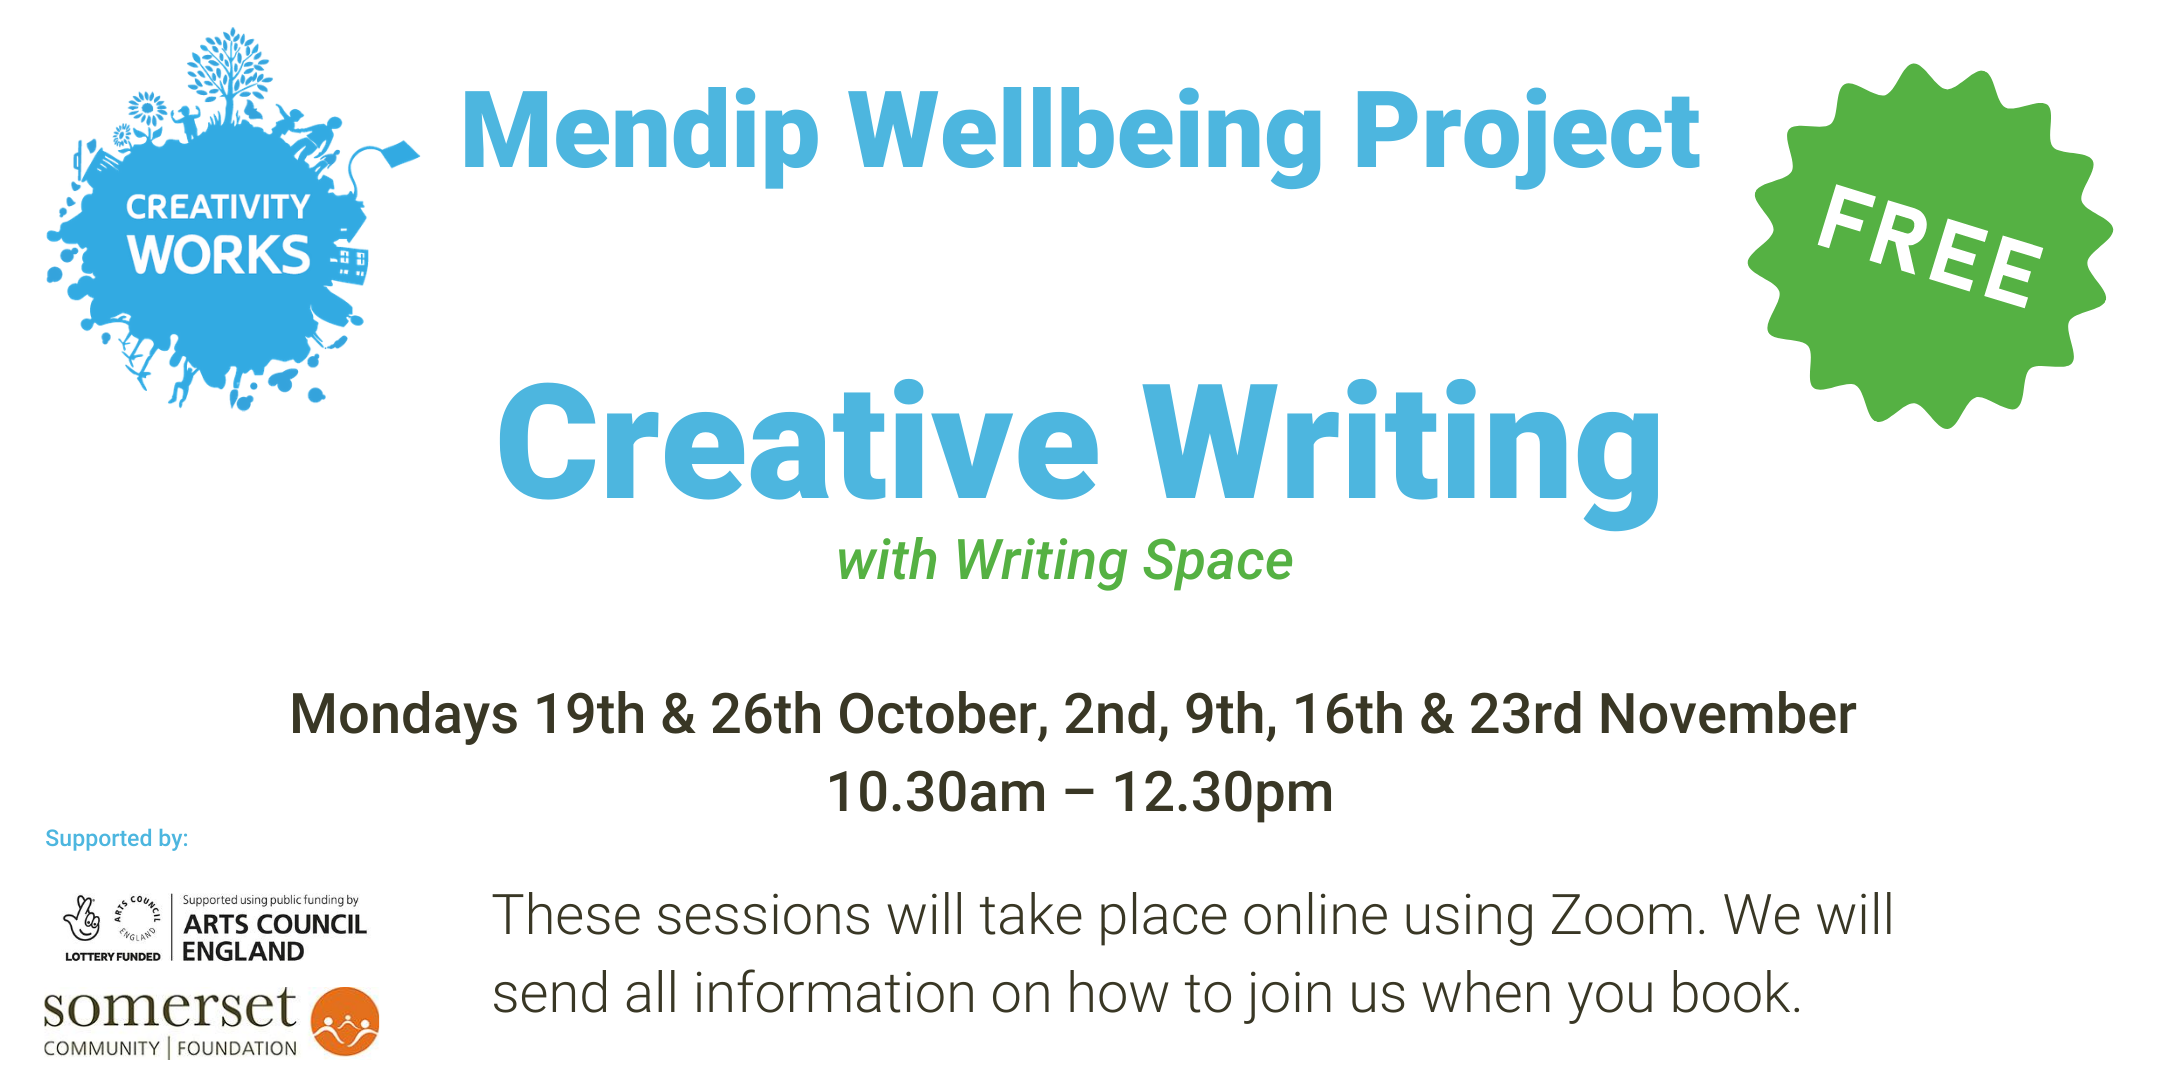 CREATIVITY
WORKS
Mendip Wellbeing Project
FREE
Creative Writing
with Writing Space
Mondays 19th & 26th October, 2nd, 9th, 16th & 23rd November
10.30am – 12.30pm
Supported by:
LOTTERY FUNDED
ARTS COUNCIL
ENGLAND
Supported using public funding by
ARTS COUNCIL
ENGLAND
somerset
COMMUNITY | FOUNDATION
These sessions will take place online using Zoom. We will
send all information on how to join us when you book.